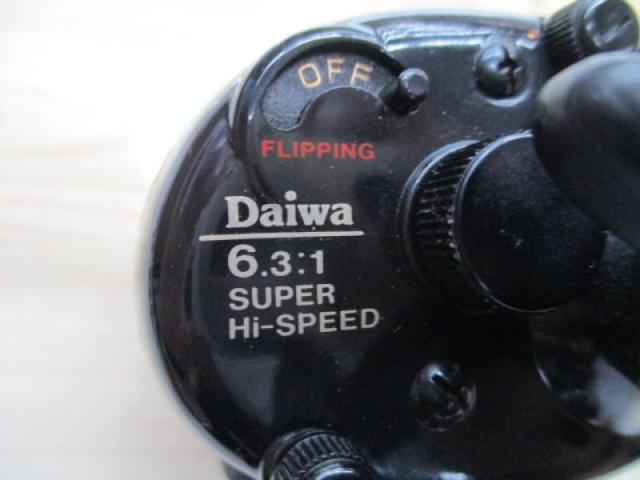 OFF
FLIPPING
Daiwa
6.3:1
SUPER
Hi-SPEED